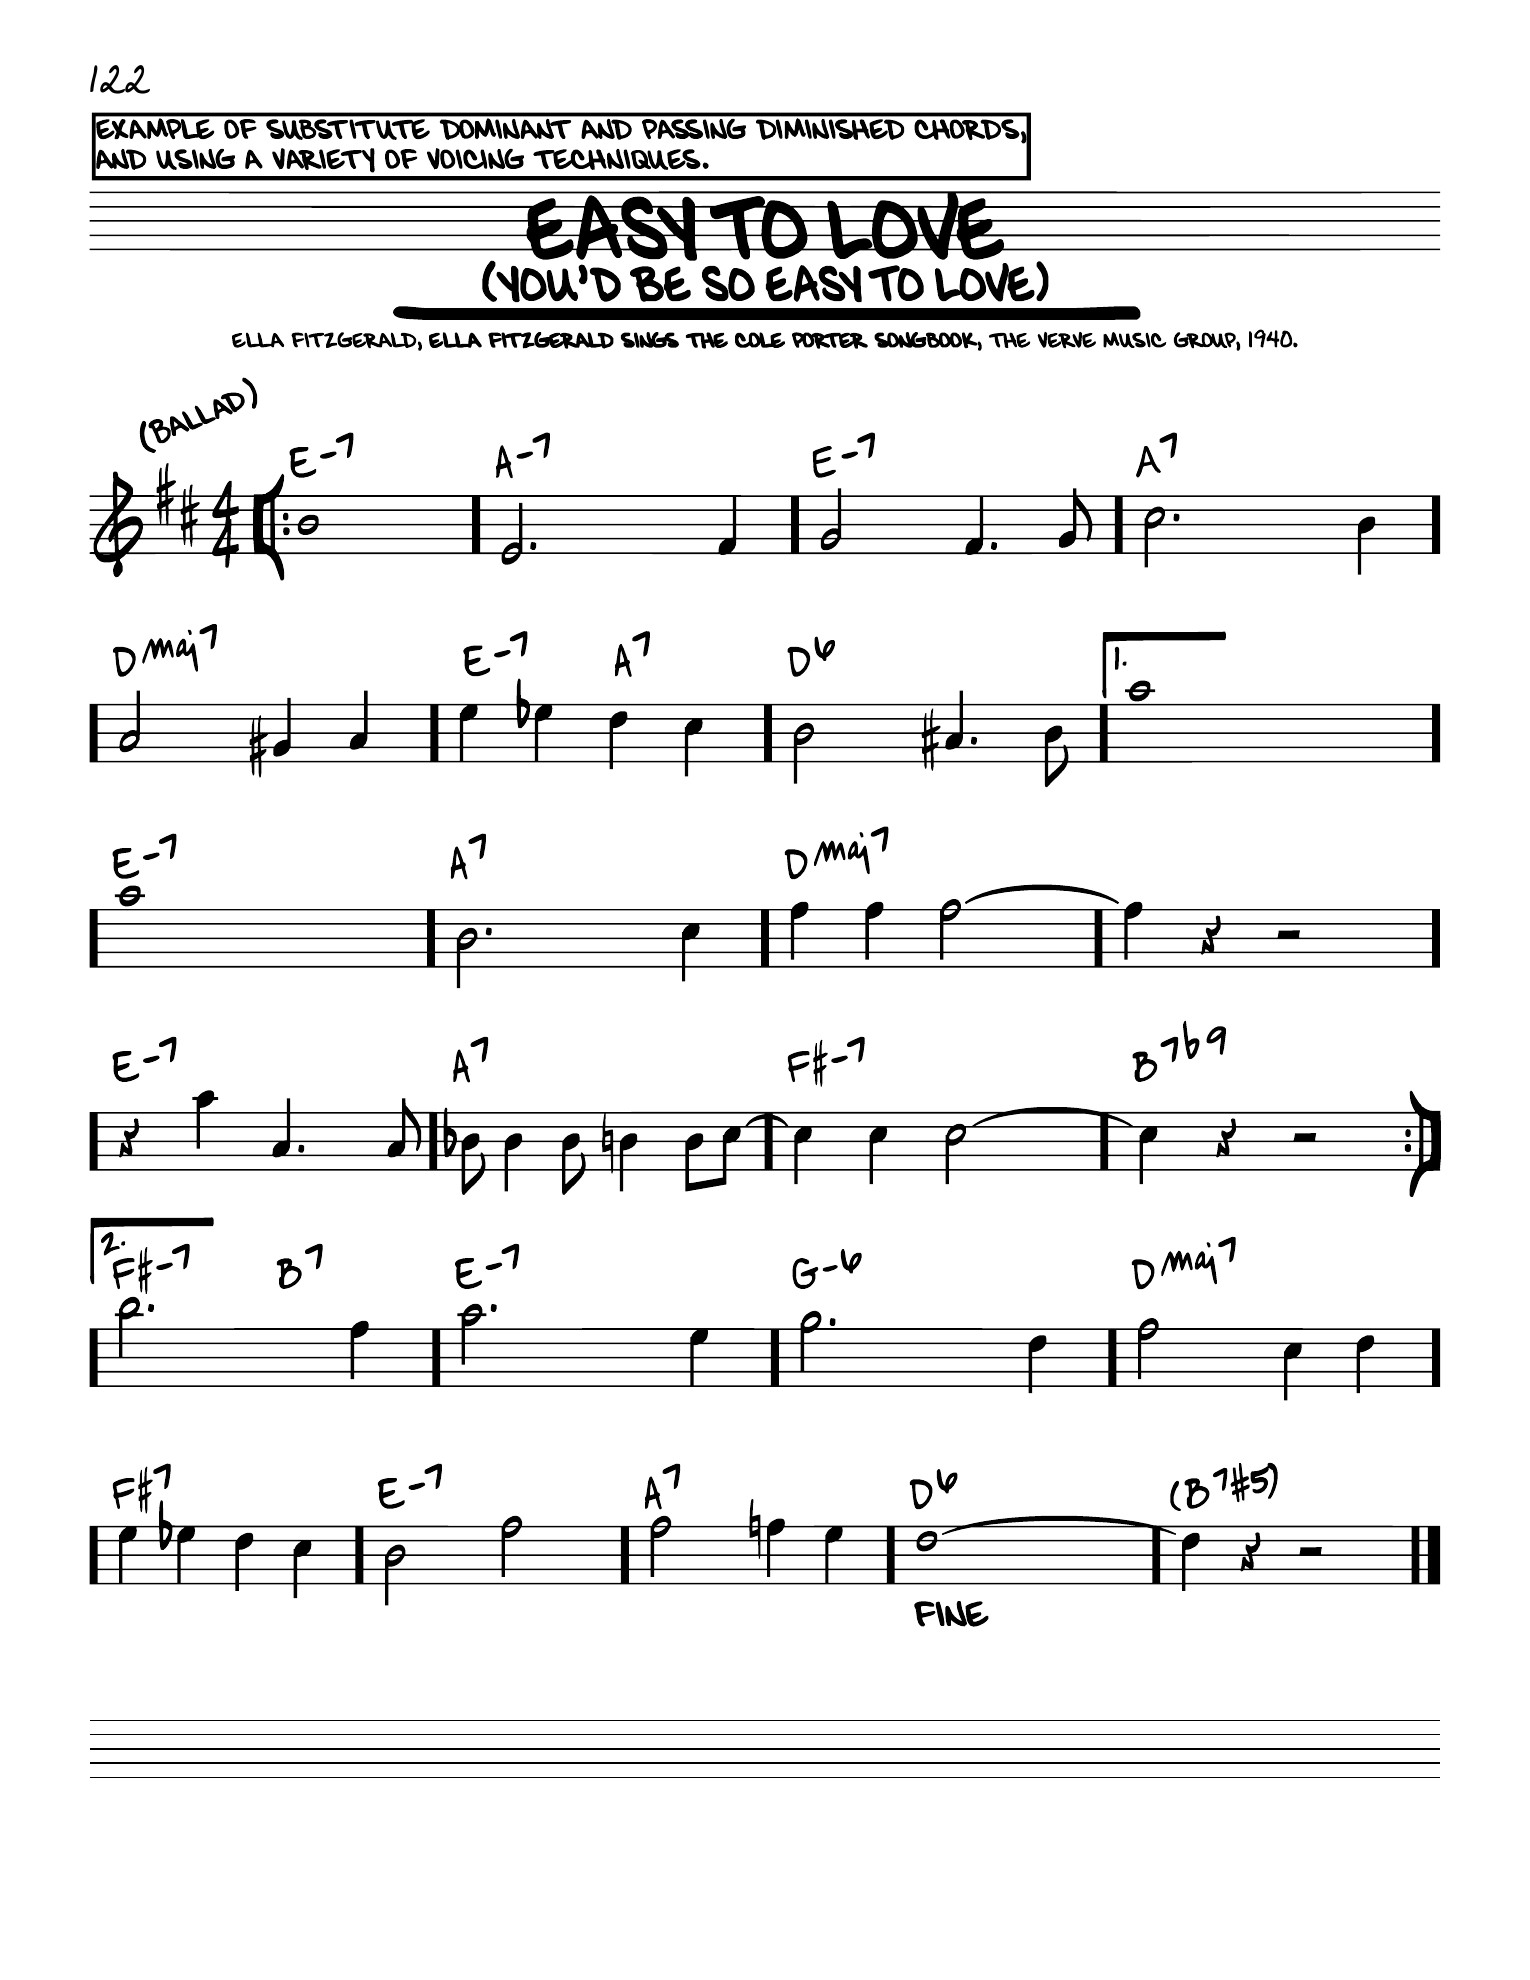 122
EXAMPLE OF SUBSTITUTE DOMINANT AND PASSING DIMINISHED CHORDS,
AND USING A VARIETY OF VOICING TECHNIQUES.
EASY TO LOVE
(YOU'D BE SO EASY TO LOVE)
ELLA FITZGERALD, ELLA FITZGERALD SINGS THE COLE PORTER SONGBOOK, THE VERVE MUSIC GROUP, 1940.
(BALLAD)
E-7 A-7 E-7 A7
4
4
Dmaj7 E-7 A7 D6 1.
E-7 A7 Dmaj7
E-7 A7 F#-7 B7b9
2.
F#-7 B7 E-7 G-6 Dmaj7
F#7 E-7 A7 D6 (B7#5)
FINE